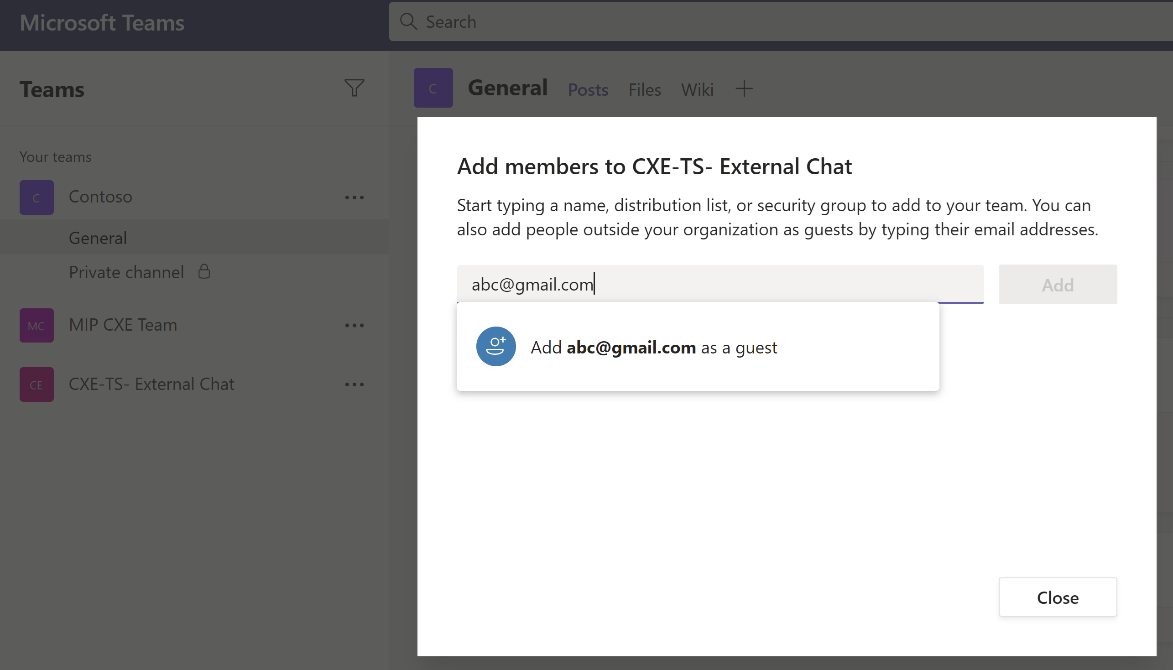 Microsoft Teams
Search
Teams
Your teams
C
Contoso
•••
General
Private channel
MC
MIP CXE Team
•••
CE
CXE-TS- External Chat
•••
C
General
Posts
Files
Wiki
+
Add members to CXE-TS- External Chat
Start typing a name, distribution list, or security group to add to your team. You can
also add people outside your organization as guests by typing their email addresses.
abc@gmail.com
Add
Add abc@gmail.com as a guest
Close